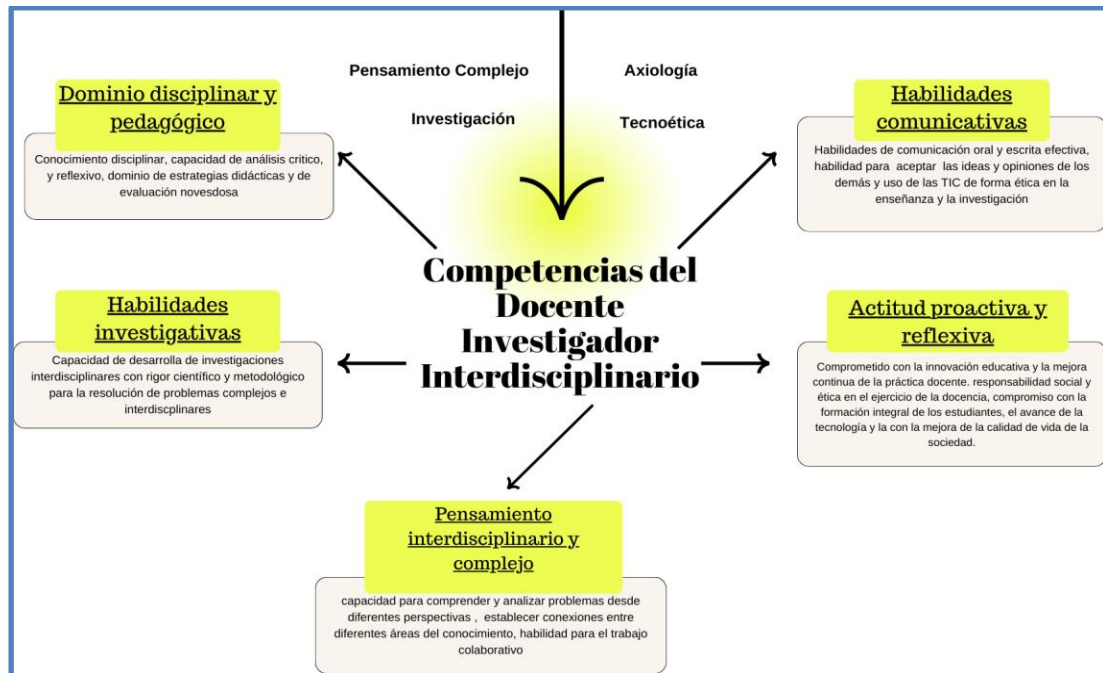 Pensamiento Complejo
Axiología
Investigación
Tecnoética
Dominio disciplinar y
pedagógico
Conocimiento disciplinar, capacidad de análisis critico,
y reflexivo, dominio de estrategias didácticas y de
evaluación novesdosa
Habilidades
comunicativas
Habilidades de comunicación oral y escrita efectiva,
habilidad para aceptar las ideas y opiniones de los
demás y uso de las TIC de forma ética en la
enseñanza y la investigación
Competencias del
Docente
Investigador
Interdisciplinario
Habilidades
investigativas
Capacidad de desarrolla de investigaciones
interdisciplinares con rigor científico y metodológico
para la resolución de problemas complejos e
interdiscplinares
Actitud proactiva y
reflexiva
Comprometido con la innovación educativa y la mejora
continua de la práctica docente. responsabilidad social y
ética en el ejercicio de la docencia, compromiso con la
formación integral de los estudiantes, el avance de la
tecnología y la con la mejora de la calidad de vida de la
sociedad.
Pensamiento
interdisciplinario y
complejo
capacidad para comprender y analizar problemas desde
diferentes perspectivas , establecer conexiones entre
diferentes áreas del conocimiento, habilidad para el trabajo
colaborativo